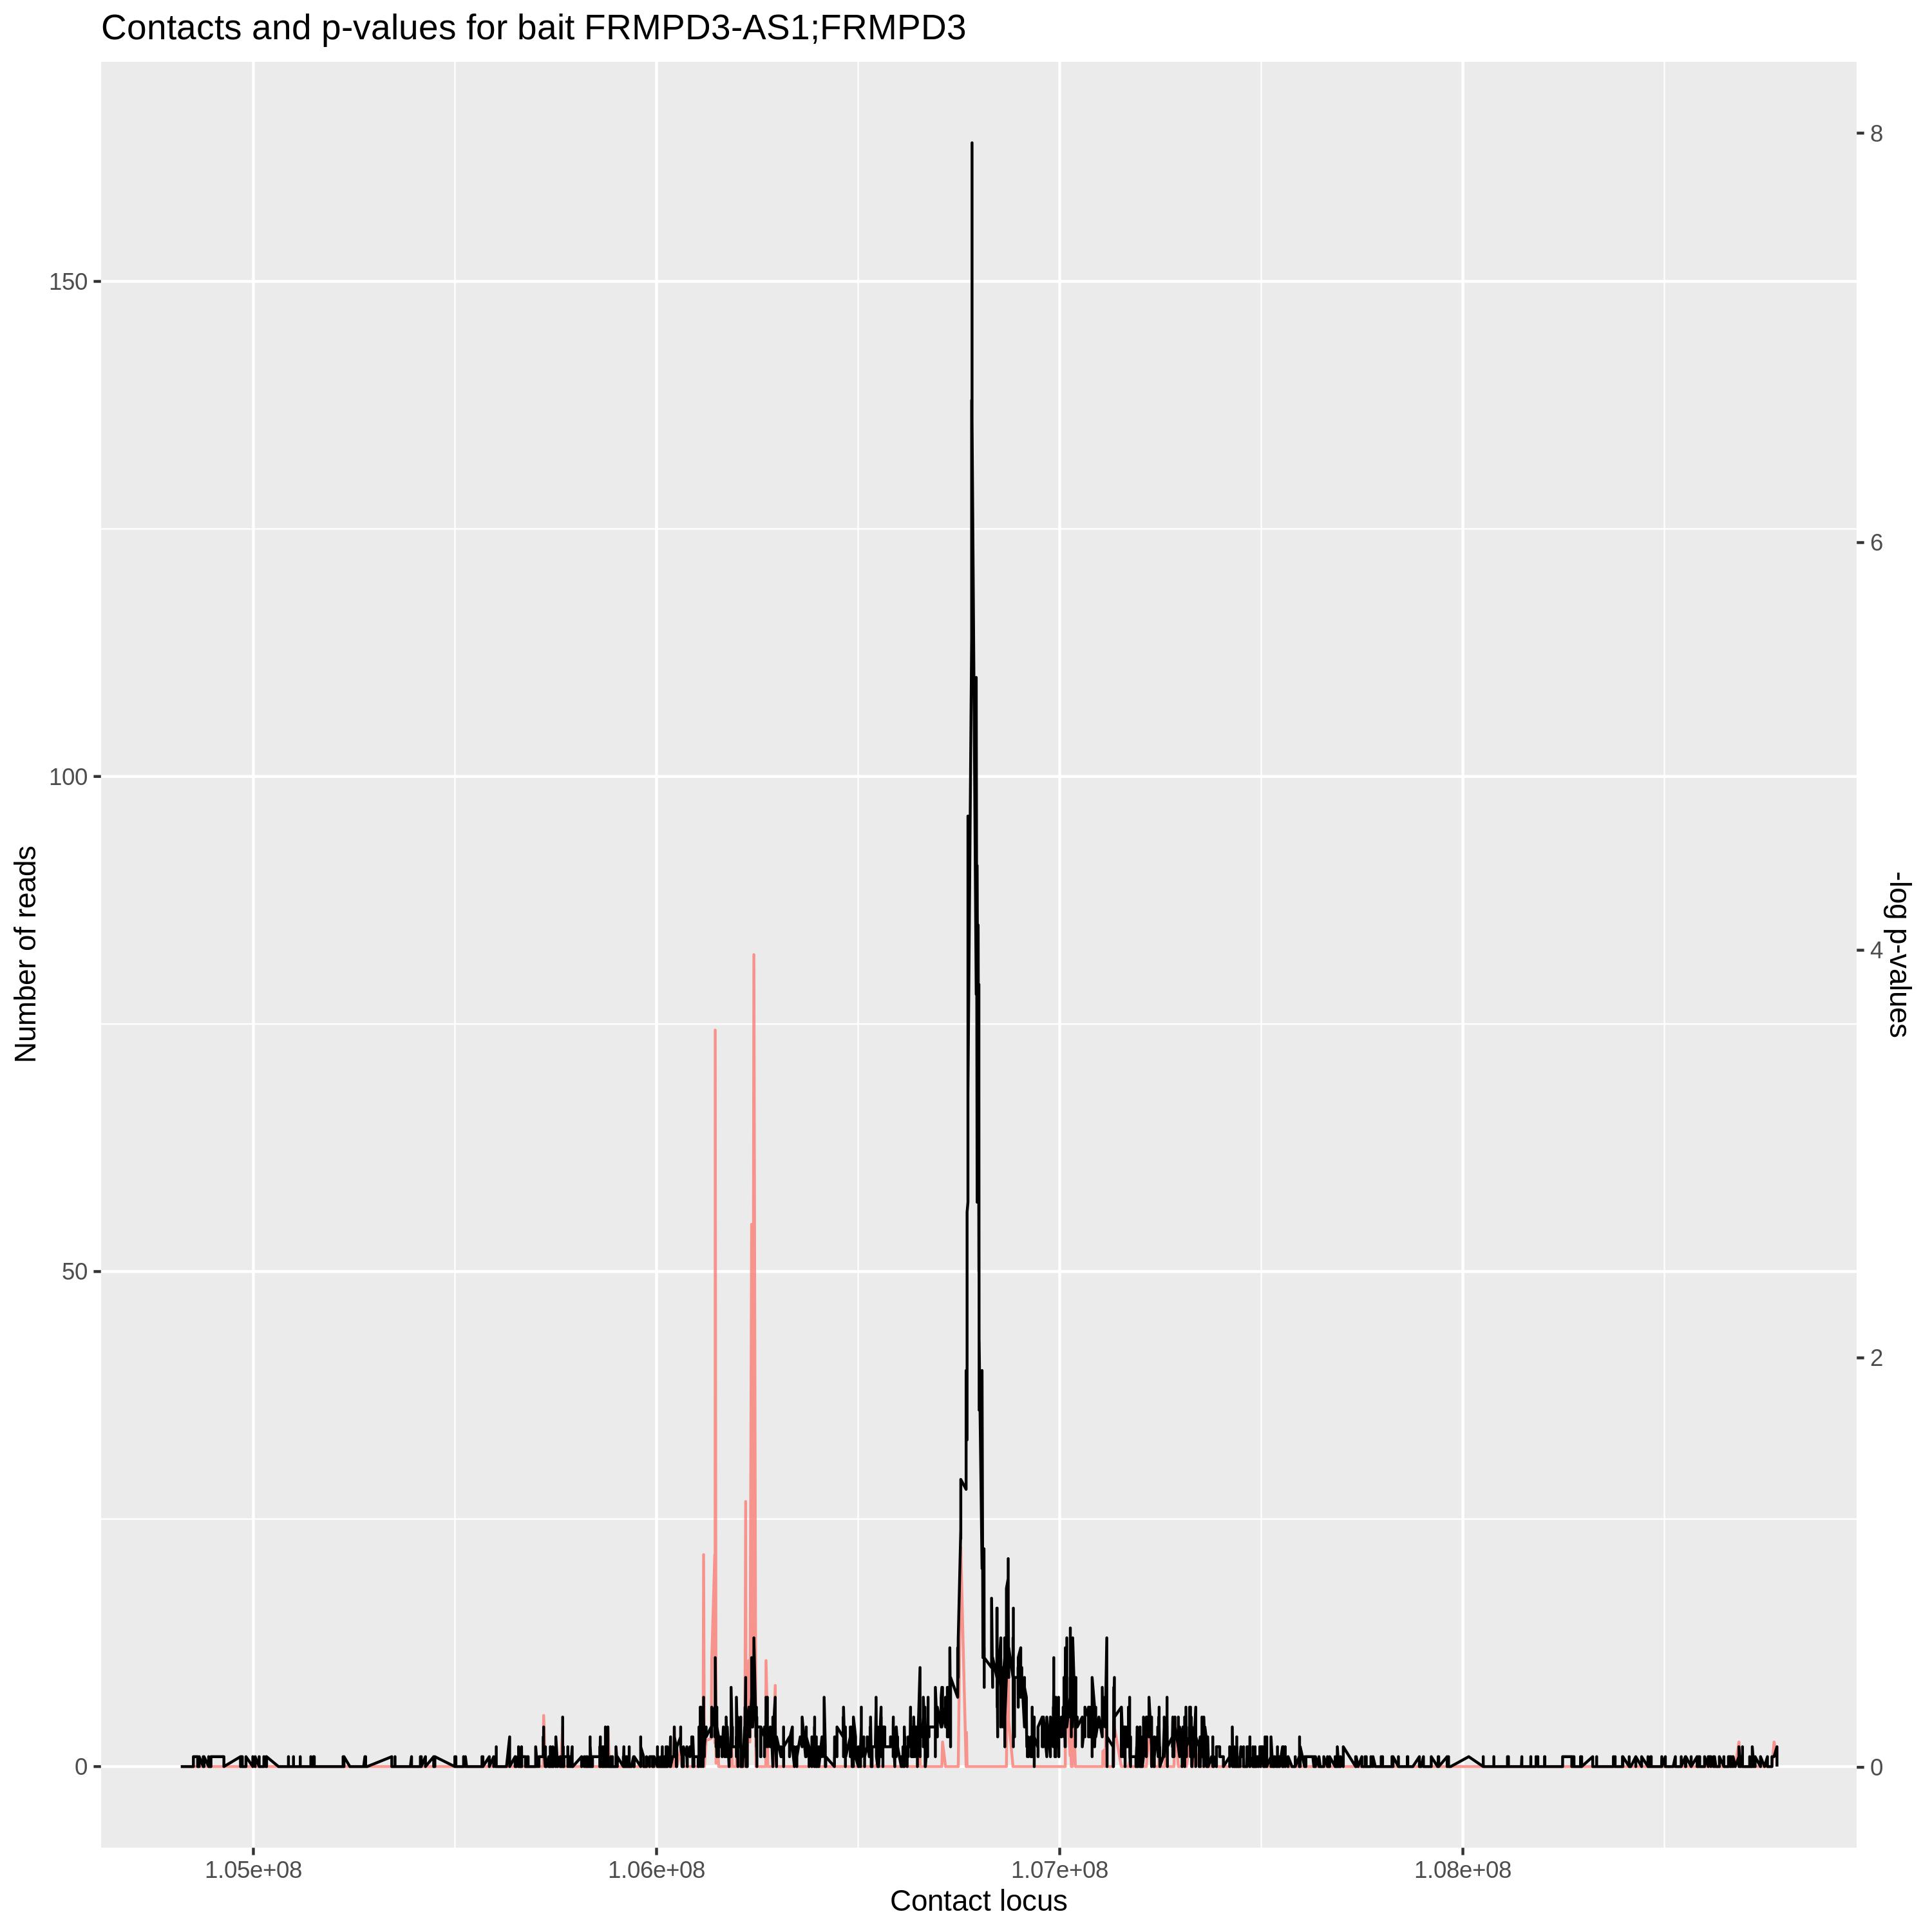 Contacts and p-values for bait FRMPD3-AS1;FRMPD3
Number of reads
150
100
50
0
8
6
4
2
0
-log p-values
1.05e+08
1.06e+08
1.07e+08
1.08e+08
Contact locus